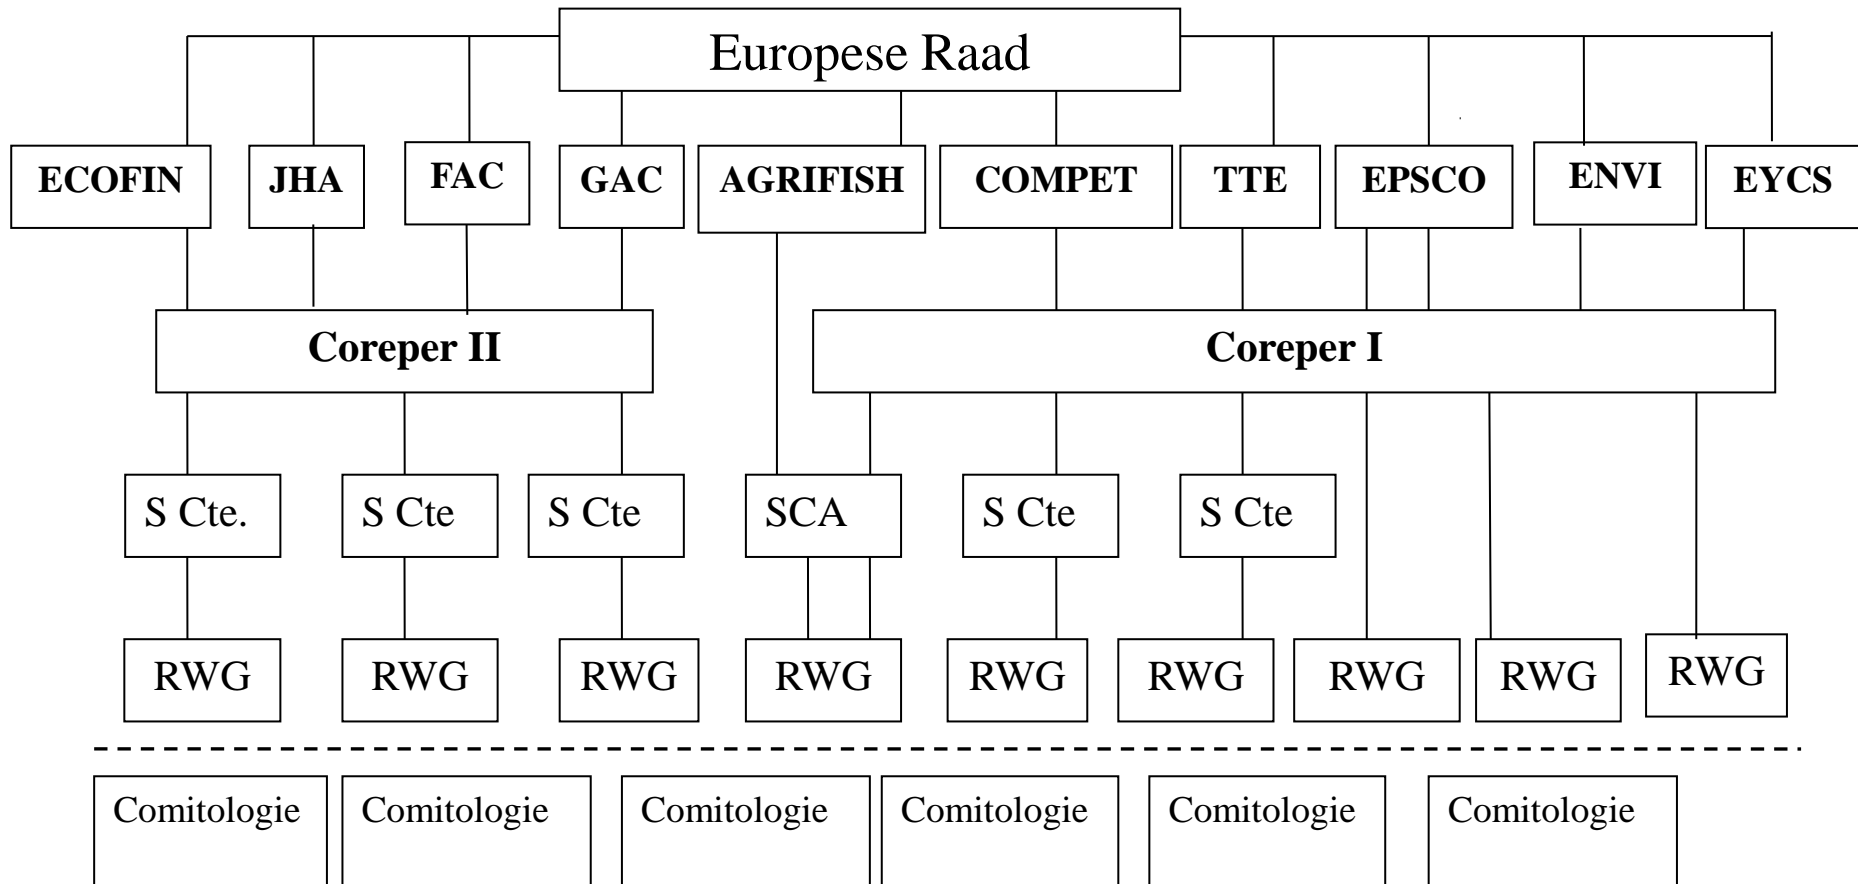 Europese Raad
ECOFIN
JHA
FAC
GAC
AGRIFISH
COMPET
TTE
EPSCO
ENVI
EYCS
Coreper II
Coreper I
S Cte.
S Cte
S Cte
SCA
S Cte
S Cte
RWG
RWG
RWG
RWG
RWG
RWG
RWG
RWG
RWG
Comitologie
Comitologie
Comitologie
Comitologie
Comitologie
Comitologie